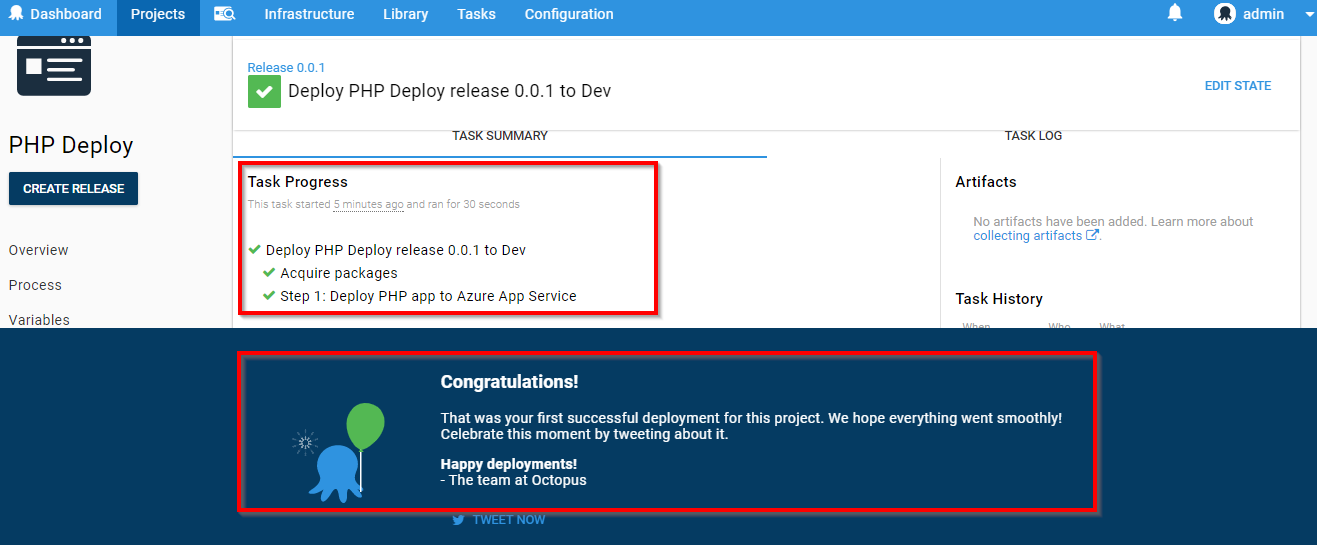 Dashboard Projects Infrastructure Library Tasks Configuration admin
Release 0.0.1
Deploy PHP Deploy release 0.0.1 to Dev
EDIT STATE
PHP Deploy
CREATE RELEASE
Overview
Process
Variables
TASK SUMMARY
TASK LOG
Task Progress
This task started 5 minutes ago and ran for 30 seconds
Deploy PHP Deploy release 0.0.1 to Dev
Acquire packages
Step 1: Deploy PHP app to Azure App Service
Artifacts
No artifacts have been added. Learn more about
collecting artifacts.
Task History
When Who What
Congratulations!
That was your first successful deployment for this project. We hope everything went smoothly!
Celebrate this moment by tweeting about it.
Happy deployments!
- The team at Octopus
TWEET NOW